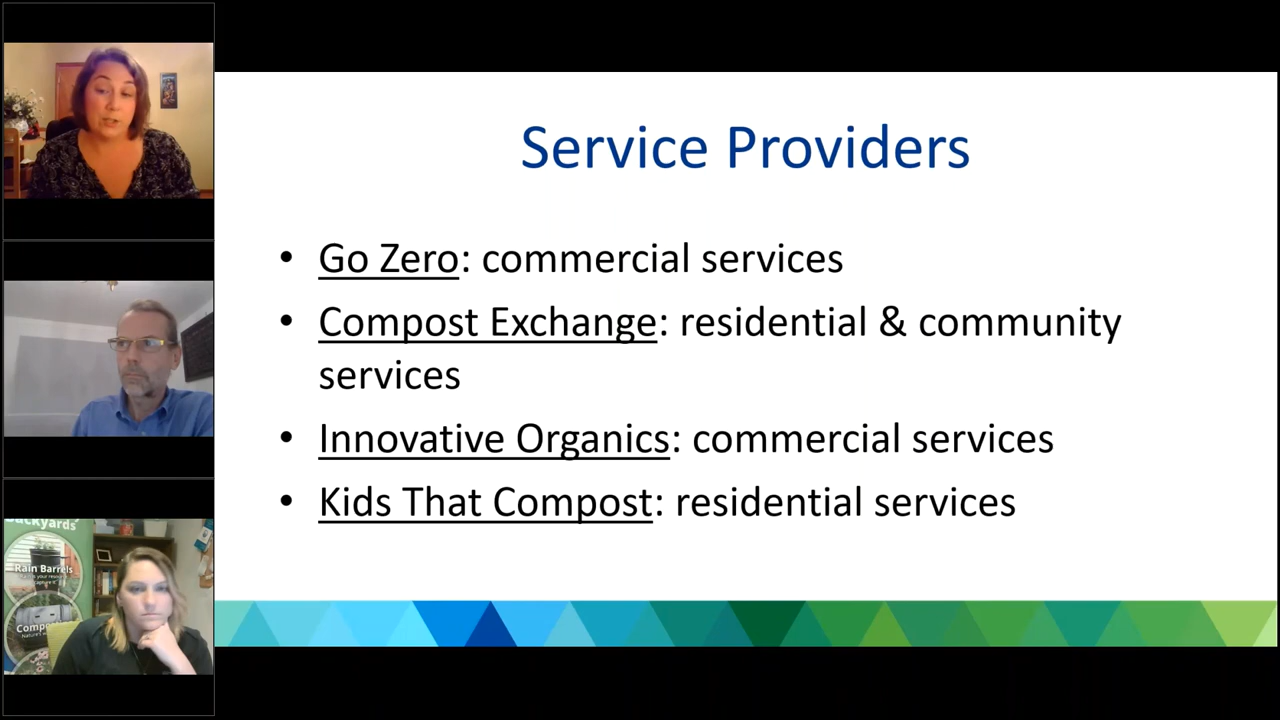 Service Providers
• Go Zero: commercial services
• Compost Exchange: residential & community
services
• Innovative Organics: commercial services
• Kids That Compost: residential services
Backyards
Rain Barrels